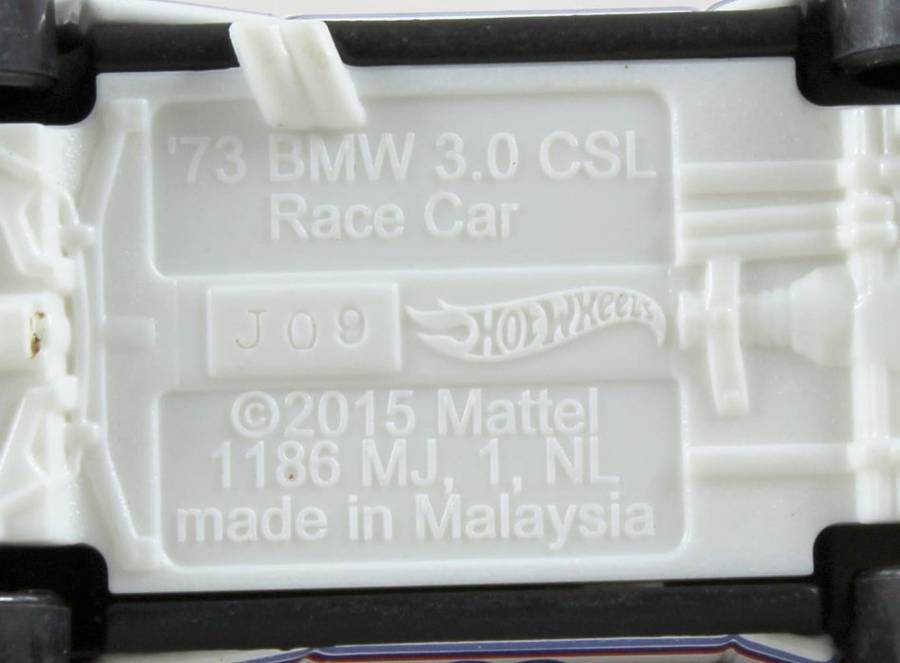 '73 BMW 3.0 CSL
Race Car
J09
HOT WHEELS
©2015 Mattel
1186 MJ, 1, NL
made in Malaysia